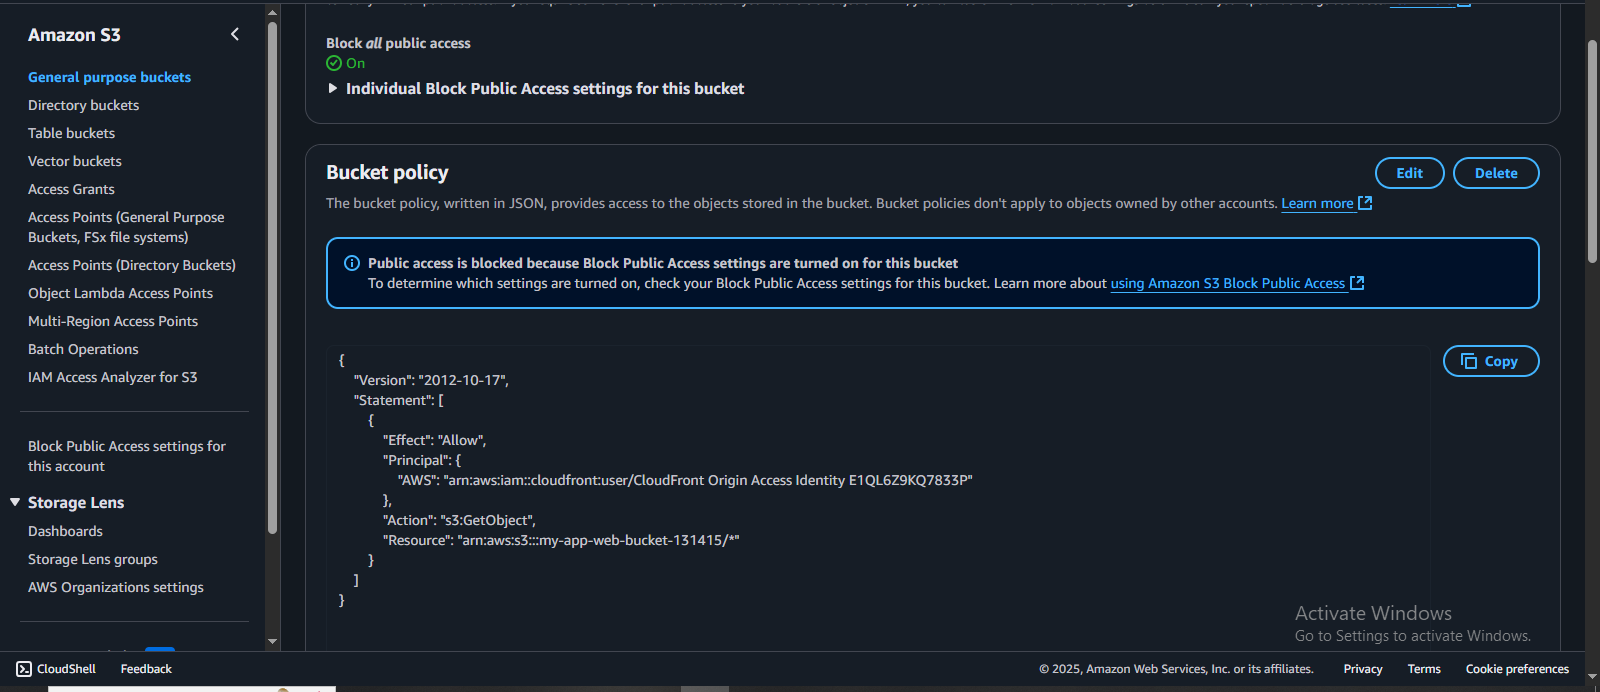 Amazon S3
General purpose buckets
Directory buckets
Table buckets
Vector buckets
Access Grants
Access Points (General Purpose
Buckets, FSx file systems)
Access Points (Directory Buckets)
Object Lambda Access Points
Multi-Region Access Points
Batch Operations
IAM Access Analyzer for S3
Block Public Access settings for
this account
Storage Lens
Dashboards
Storage Lens groups
AWS Organizations settings
Block all public access
On
Individual Block Public Access settings for this bucket
Bucket policy
Edit
Delete
The bucket policy, written in JSON, provides access to the objects stored in the bucket. Bucket policies don't apply to objects owned by other accounts. Learn more
Public access is blocked because Block Public Access settings are turned on for this bucket
To determine which settings are turned on, check your Block Public Access settings for this bucket. Learn more about using Amazon S3 Block Public Access
Copy
{
"Version": "2012-10-17",
"Statement": [
{
"Effect": "Allow",
"Principal": {
"AWS": "arn:aws:iam::cloudfront:user/CloudFront Origin Access Identity E1QL6Z9KQ7833P"
},
"Action": "s3:GetObject",
"Resource": "arn:aws:s3:::my-app-web-bucket-131415/*"
}
]
}
Activate Windows
Go to Settings to activate Windows.
CloudShell
Feedback
© 2025, Amazon Web Services, Inc. or its affiliates.
Privacy
Terms
Cookie preferences